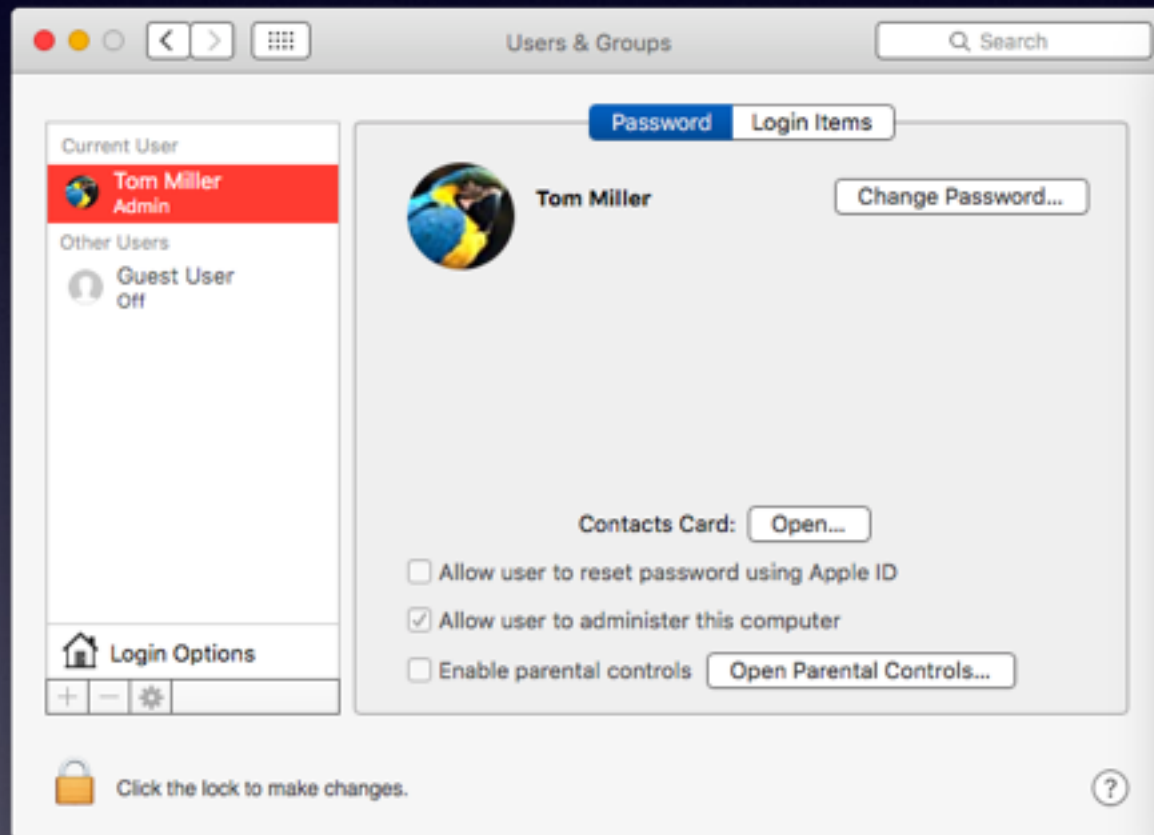 Users & Groups
Search
Current User
Tom Miller
Admin
Other Users
Guest User
Off
Login Options
Password
Login Items
Tom Miller
Change Password...
Contacts Card:
Open...
Allow user to reset password using Apple ID
Allow user to administer this computer
Enable parental controls
Open Parental Controls...
Click the lock to make changes.
?